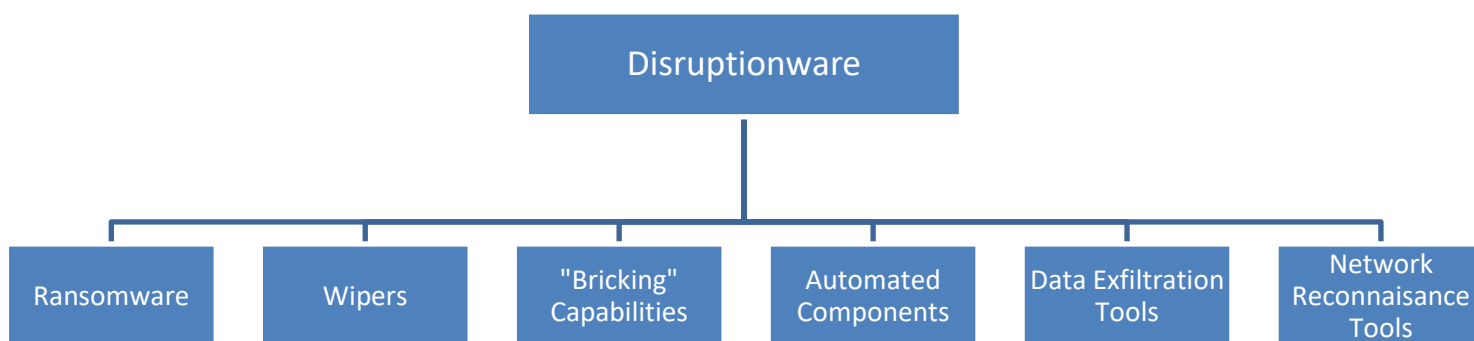 Disruptionware
Ransomware
Wipers
"Bricking"
Capabilities
Automated
Components
Data Exfiltration
Tools
Network
Reconnaisance
Tools